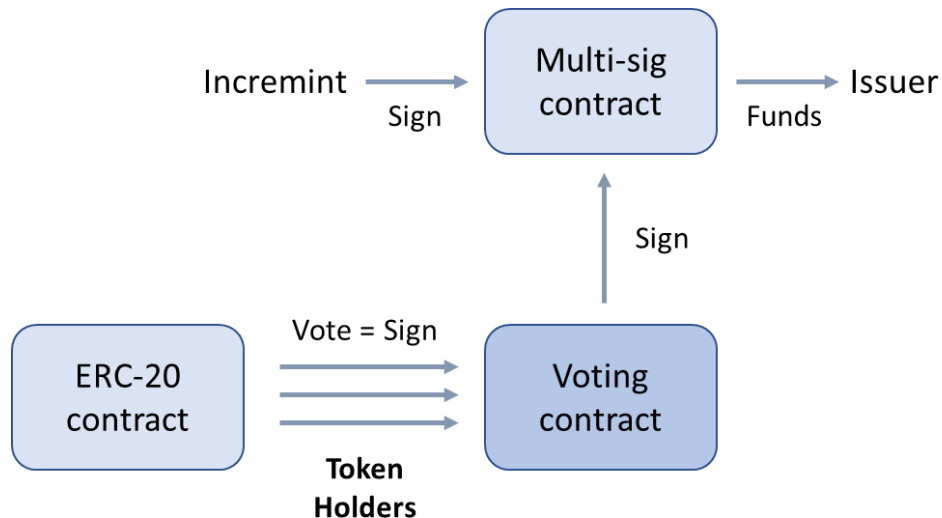 Incremint
Sign
Multi-sig
contract
Funds
Issuer
Sign
ERC-20
contract
Vote = Sign
Token
Holders
Voting
contract